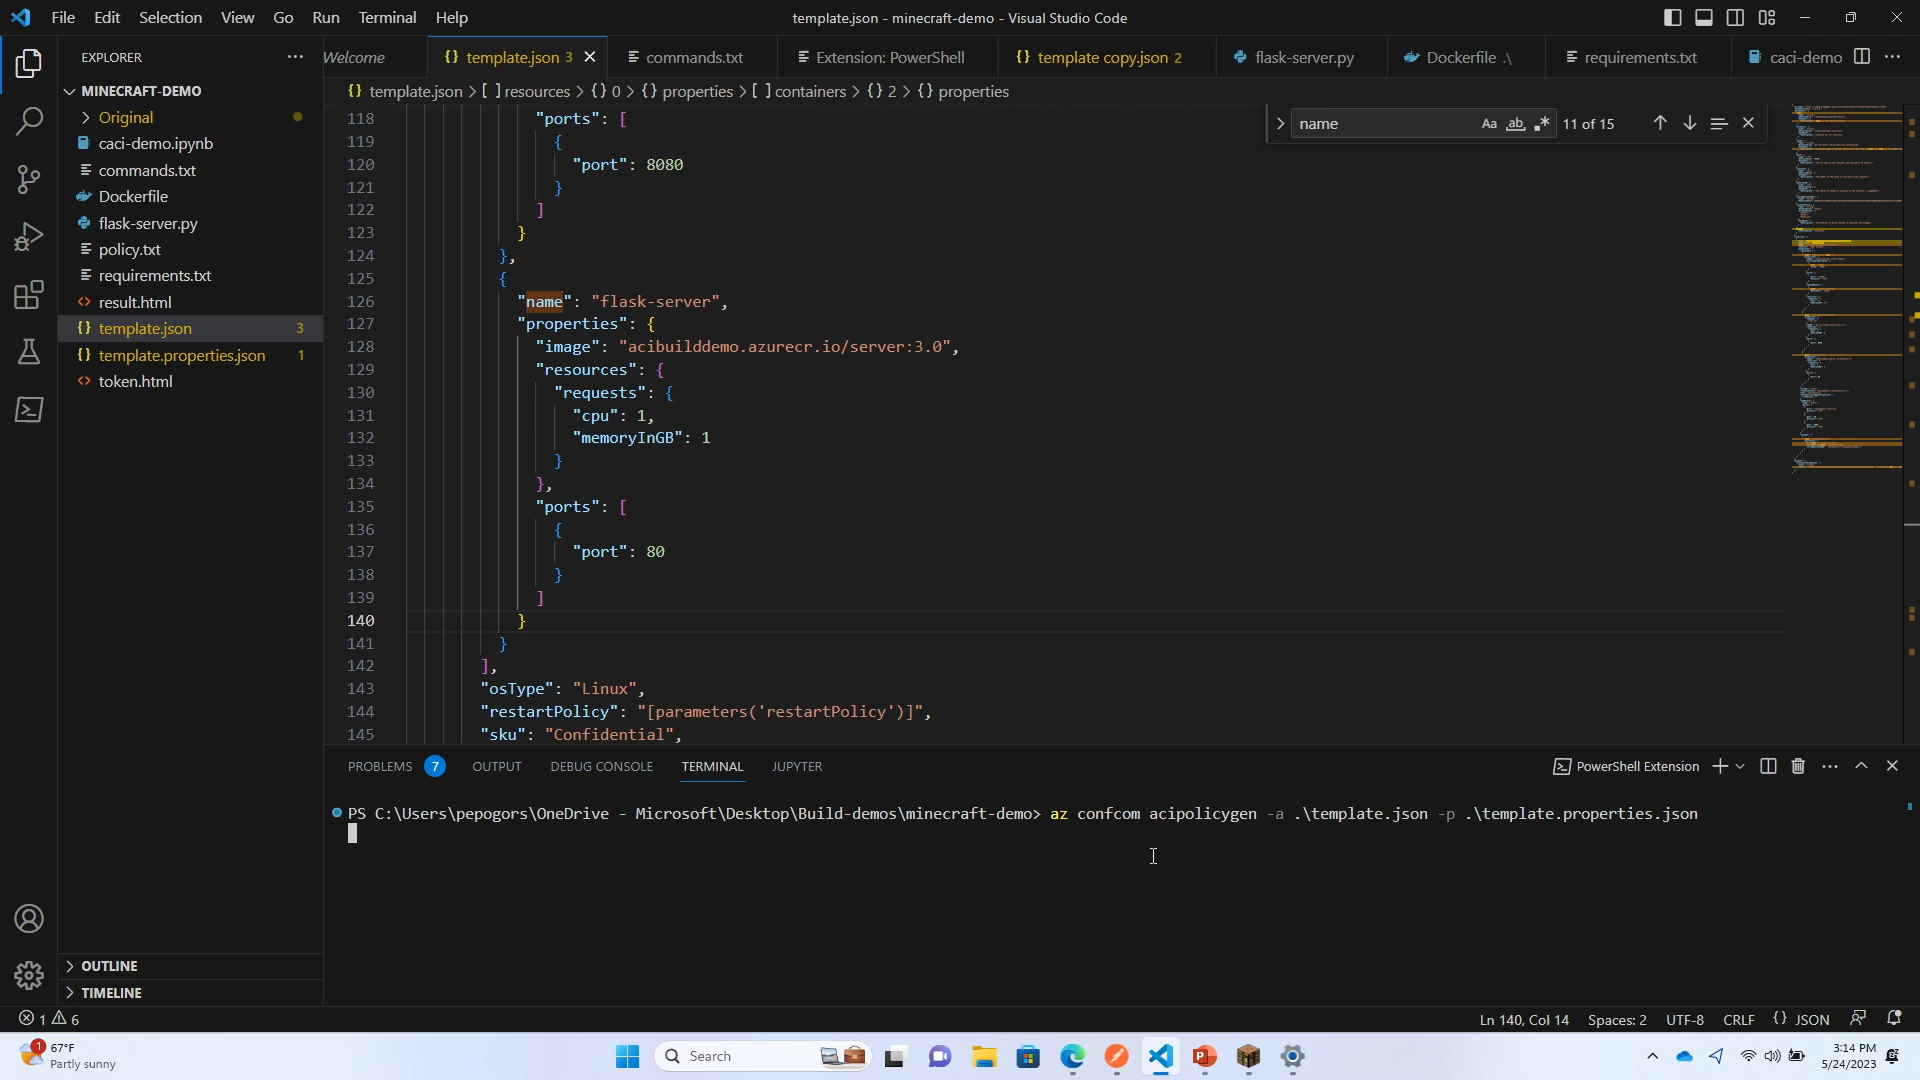 File Edit Selection View Go Run Terminal Help
template.json - minecraft-demo - Visual Studio Code
EXPLORER
Welcome
template.json 3
commands.txt
Extension: PowerShell
template copy.json 2
flask-server.py
Dockerfile .\
requirements.txt
caci-demo
MINECRAFT-DEMO
Original
caci-demo.ipynb
commands.txt
Dockerfile
flask-server.py
policy.txt
requirements.txt
result.html
template.json 3
template.properties.json 1
token.html
OUTLINE
TIMELINE
{} template.json > [ ] resources > {} 0 > {} properties > [ ] containers > {} 2 > {} properties
name Aa ab 11 of 15
118 "ports": [
119 {
120 "port": 8080
121 }
122 ]
123 }
124 },
125 {
126 "name": "flask-server",
127 "properties": {
128 "image": "acibuilddemo.azurecr.io/server:3.0",
129 "resources": {
130 "requests": {
131 "cpu": 1,
132 "memoryInGB": 1
133 }
134 },
135 "ports": [
136 {
137 "port": 80
138 }
139 ]
140 }
141 }
142 ],
143 "osType": "Linux",
144 "restartPolicy": "[parameters('restartPolicy')]",
145 "sku": "Confidential",
PROBLEMS 7 OUTPUT DEBUG CONSOLE TERMINAL JUPYTER
PowerShell Extension
PS C:\Users\pepogors\OneDrive - Microsoft\Desktop\Build-demos\minecraft-demo> az confcom acipolicygen -a .\template.json -p .\template.properties.json
1 6
Ln 140, Col 14 Spaces: 2 UTF-8 CRLF {} JSON
1
67°F
Partly sunny
Search
3:14 PM
5/24/2023